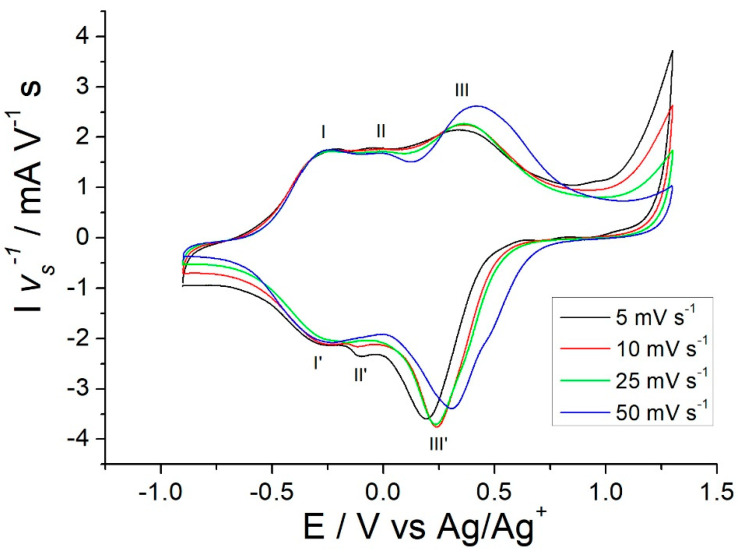 I v_s^-1 / mA V^-1 s
4
3
2
1
0
-1
-2
-3
-4
I
II
III
I'
II'
III'
5 mV s^-1
10 mV s^-1
25 mV s^-1
50 mV s^-1
-1.0 -0.5 0.0 0.5 1.0 1.5
E / V vs Ag/Ag^+